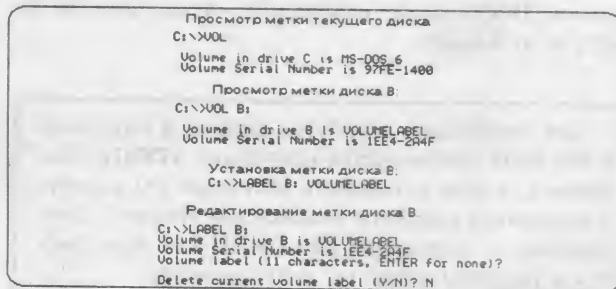 Просмотр метки текущего диска
C:\>VOL
Volume in drive C is MS-DOS_6
Volume Serial Number is 97FE-1400
Просмотр метки диска B:
C:\>VOL B:
Volume in drive B is VOLUMELABEL
Volume Serial Number is 1EE4-2A4F
Установка метки диска B:
C:\>LABEL B: VOLUMELABEL
Редактирование метки диска B:
C:\>LABEL B:
Volume in drive B is VOLUMELABEL
Volume Serial Number is 1EE4-2A4F
Volume label (11 characters, ENTER for none)?
Delete current volume label (Y/N)? N